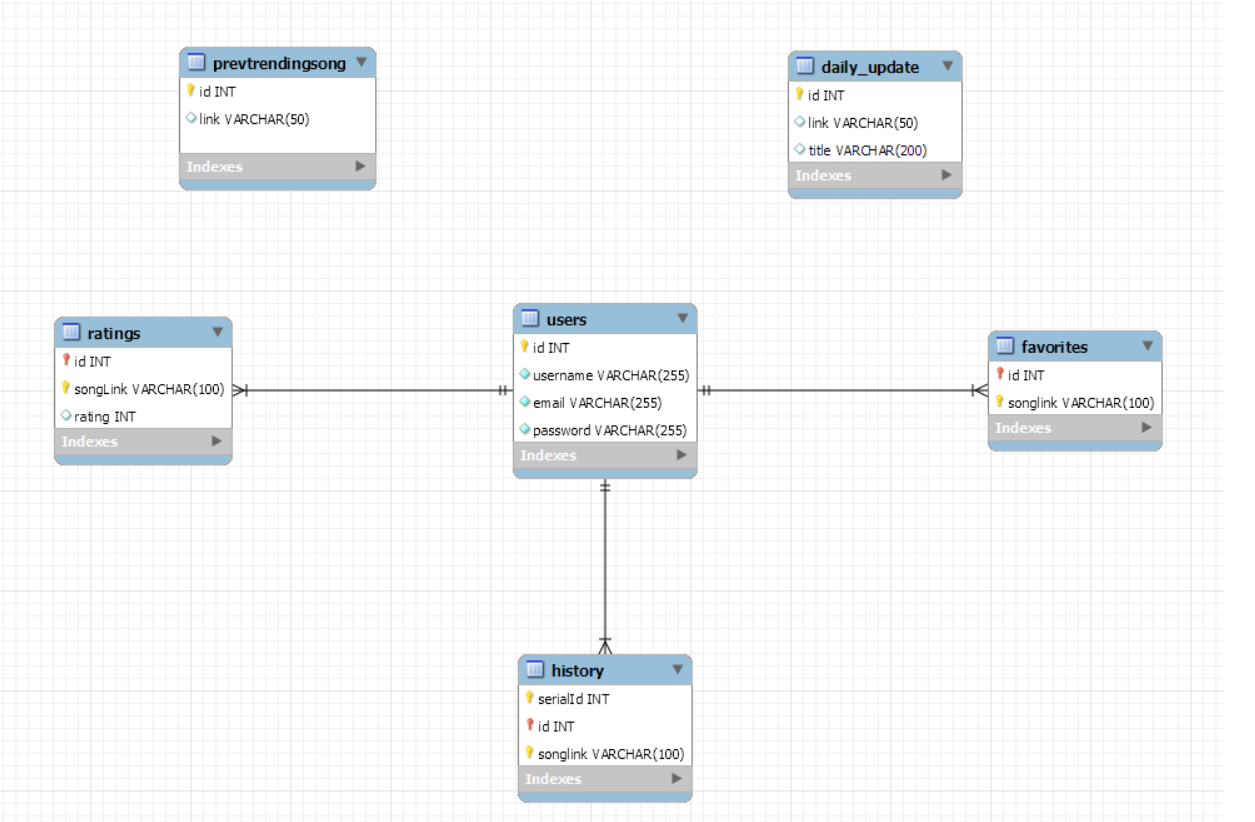 prevtrendingsong
id INT
link VARCHAR(50)
Indexes
daily_update
id INT
link VARCHAR(50)
title VARCHAR(200)
Indexes
ratings
id INT
songLink VARCHAR(100)
rating INT
Indexes
users
id INT
username VARCHAR(255)
email VARCHAR(255)
password VARCHAR(255)
Indexes
favorites
id INT
songlink VARCHAR(100)
Indexes
history
serialId INT
id INT
songlink VARCHAR(100)
Indexes